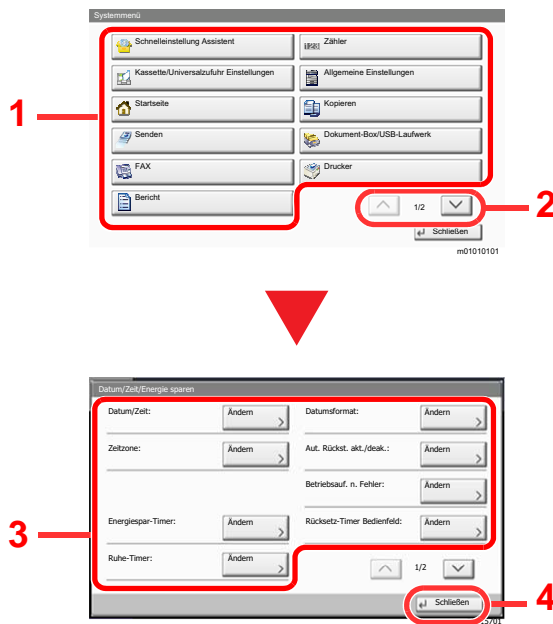 Systemmenü
Schnelleinstellung Assistent
Zähler
Kassette/Universalzufuhr Einstellungen
Allgemeine Einstellungen
Startseite
Kopieren
1
Senden
Dokument-Box/USB-Laufwerk
FAX
Drucker
Bericht
1/2
2
Schließen
m01010101
Datum/Zeit/Energie sparen
Datum/Zeit:
Ändern
Datumsformat:
Ändern
Zeitzone:
Ändern
Aut. Rückst. akt./deak.:
Ändern
Betriebsauf. n. Fehler:
Ändern
3
Energiespar-Timer:
Ändern
Rücksetz-Timer Bedienfeld:
Ändern
Ruhe-Timer:
Ändern
1/2
Schließen
4